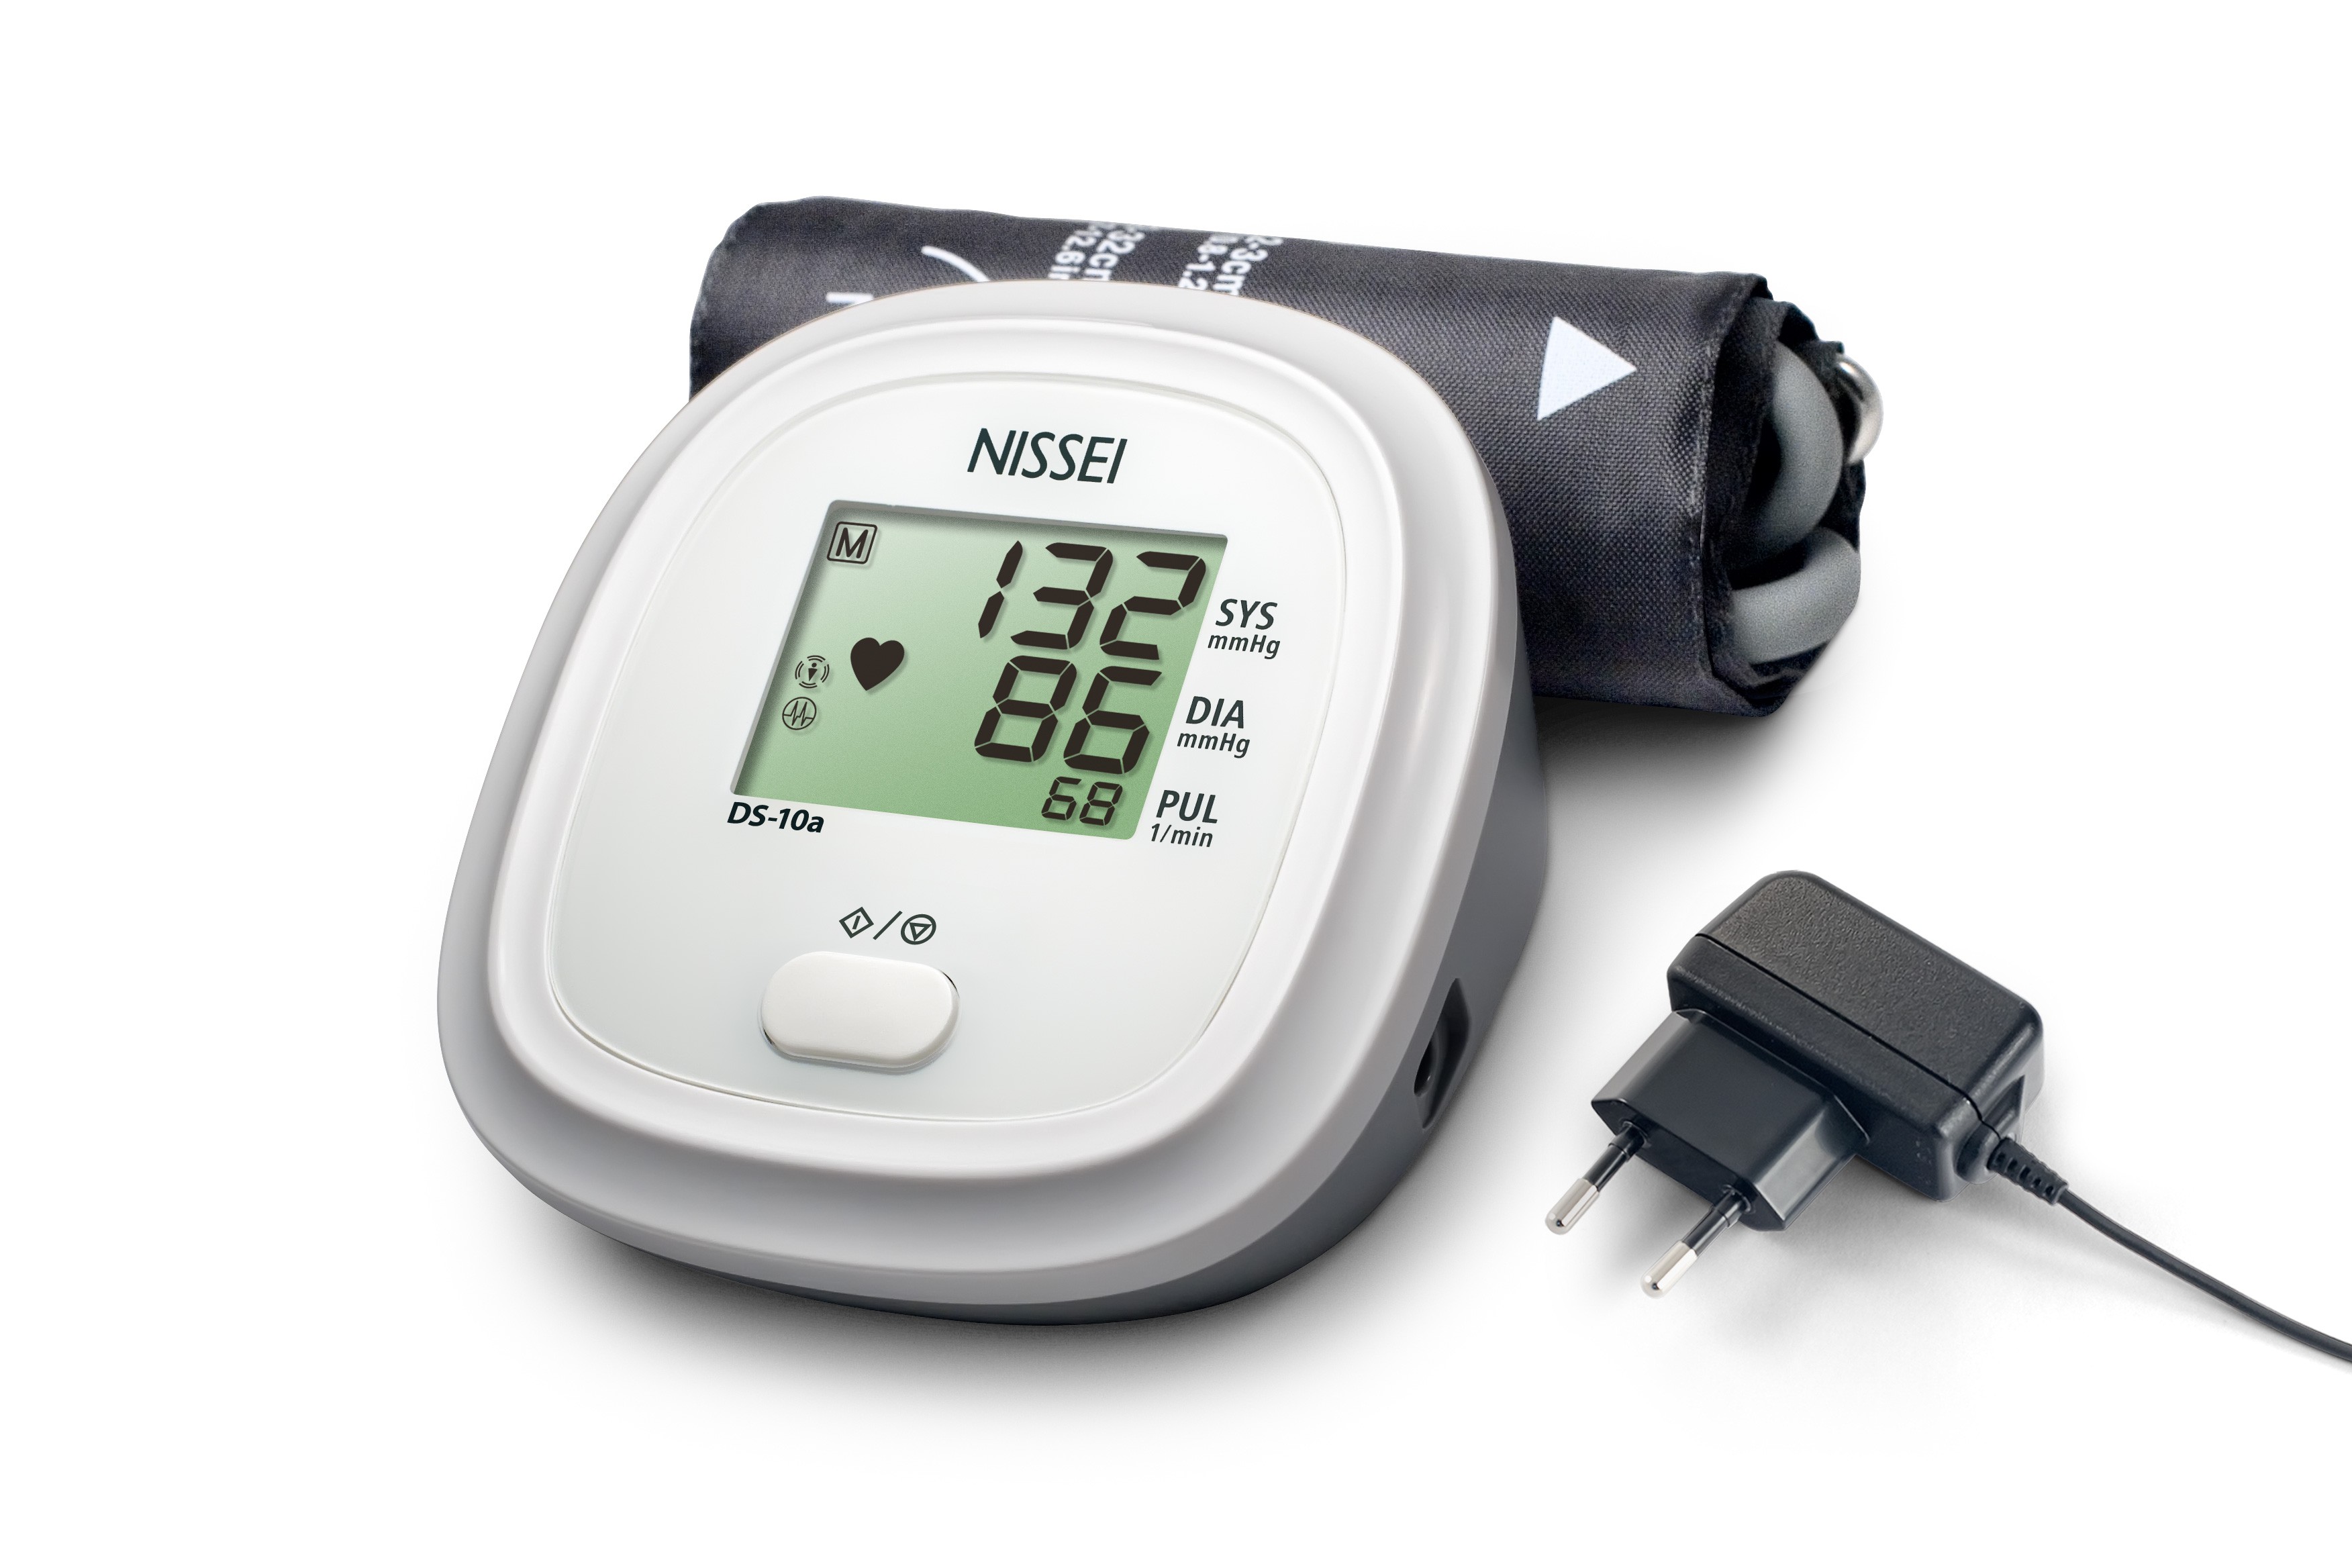 NISSEI
M
132
SYS
mmHg
86
DIA
mmHg
68
PUL
1/min
DS-10a